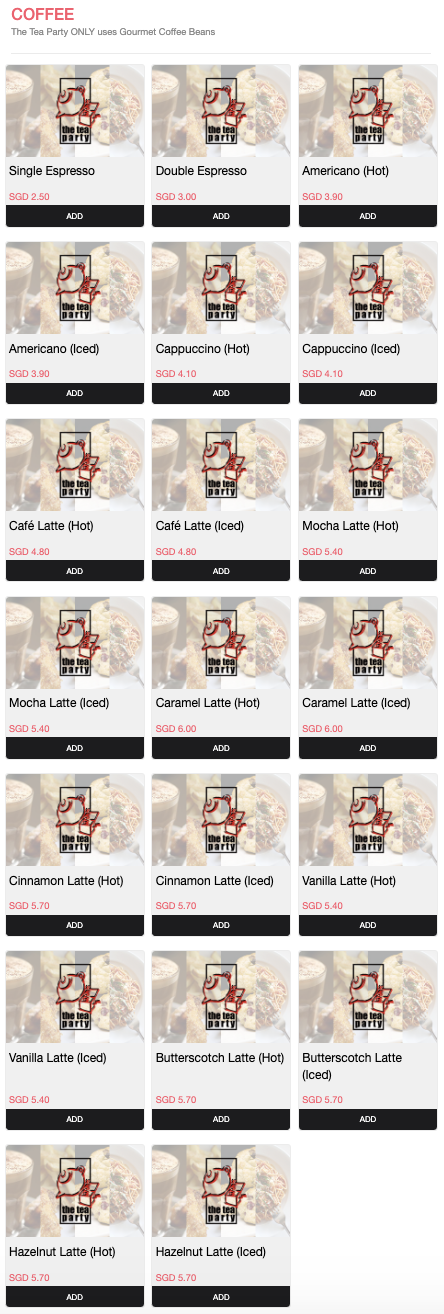 COFFEE
The Tea Party ONLY uses Gourmet Coffee Beans
the tea party
the tea party
the tea party
Single Espresso
Double Espresso
Americano (Hot)
SGD 2.50
SGD 3.00
SGD 3.90
ADD
ADD
ADD
the tea party
the tea party
the tea party
Americano (Iced)
Cappuccino (Hot)
Cappuccino (Iced)
SGD 3.90
SGD 4.10
SGD 4.10
ADD
ADD
ADD
the tea party
the tea party
the tea party
Café Latte (Hot)
Café Latte (Iced)
Mocha Latte (Hot)
SGD 4.80
SGD 4.80
SGD 5.40
ADD
ADD
ADD
the tea party
the tea party
the tea party
Mocha Latte (Iced)
Caramel Latte (Hot)
Caramel Latte (Iced)
SGD 5.40
SGD 6.00
SGD 6.00
ADD
ADD
ADD
the tea party
the tea party
the tea party
Cinnamon Latte (Hot)
Cinnamon Latte (Iced)
Vanilla Latte (Hot)
SGD 5.70
SGD 5.70
SGD 5.40
ADD
ADD
ADD
the tea party
the tea party
the tea party
Vanilla Latte (Iced)
Butterscotch Latte (Hot)
Butterscotch Latte
(Iced)
SGD 5.40
SGD 5.70
SGD 5.70
ADD
ADD
ADD
the tea party
the tea party
Hazelnut Latte (Hot)
Hazelnut Latte (Iced)
SGD 5.70
SGD 5.70
ADD
ADD